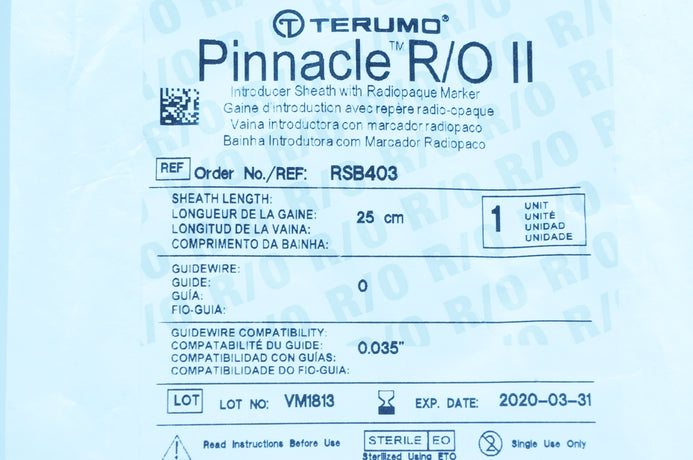 TERUMO®
Pinnacle™ R/O II
Introducer Sheath with Radiopaque Marker
Gaine d'introduction avec repère radio-opaque
Vaina introductora con marcador radiopaco
Bainha Introdutora com Marcador Radiopaco
REF Order No./REF: RSB403
SHEATH LENGTH:
LONGUEUR DE LA GAINE:
LONGITUD DE LA VAINA:
COMPRIMENTO DA BAINHA:
25 cm
1
UNIT
UNITÉ
UNIDAD
UNIDADE
GUIDEWIRE:
GUIDE:
GUÍA:
FIO-GUIA:
0
GUIDEWIRE COMPATIBILITY:
COMPATABILITÉ DU GUIDE:
COMPATIBILIDAD CON GUÍAS:
COMPATIBILIDADE DO FIO-GUIA:
0.035"
LOT LOT NO: VM1813 EXP. DATE: 2020-03-31
Read Instructions Before Use STERILE EO 2 Single Use Only
Sterilized Using ETO